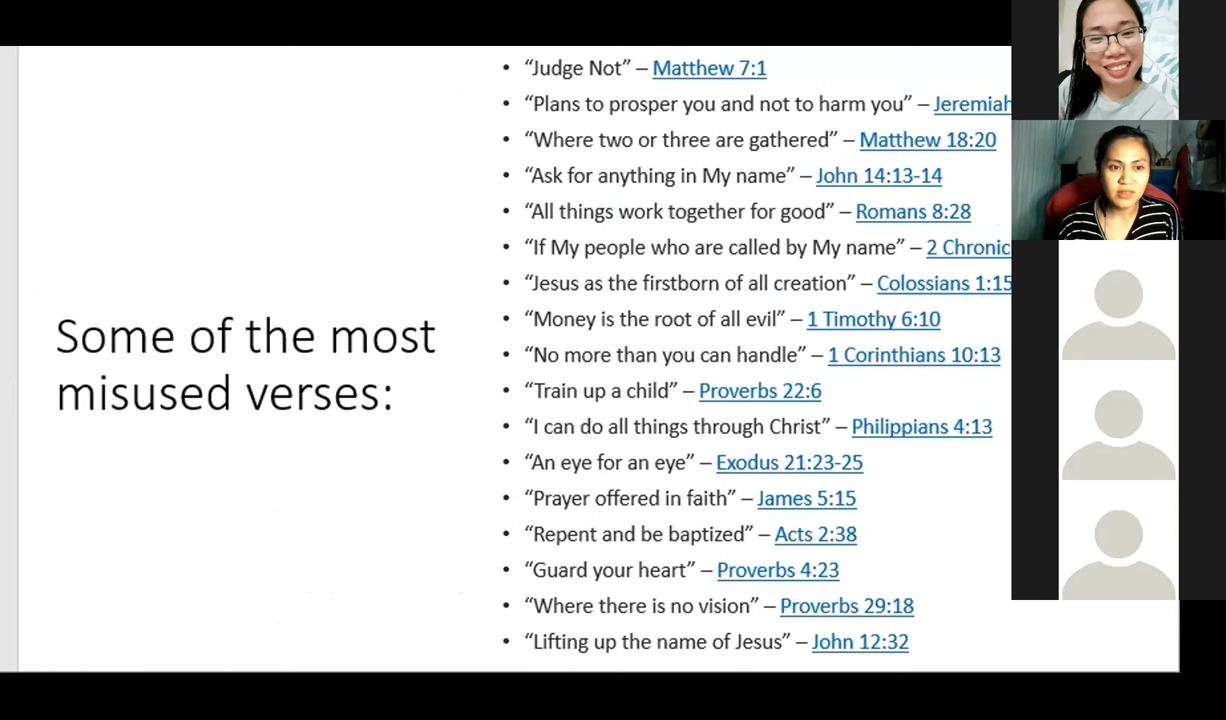 Some of the most
misused verses:
• “Judge Not” – Matthew 7:1
• “Plans to prosper you and not to harm you” – Jeremiah
• “Where two or three are gathered” – Matthew 18:20
• “Ask for anything in My name” – John 14:13-14
• “All things work together for good” – Romans 8:28
• “If My people who are called by My name” – 2 Chronic
• “Jesus as the firstborn of all creation” – Colossians 1:15
• “Money is the root of all evil” – 1 Timothy 6:10
• “No more than you can handle” – 1 Corinthians 10:13
• “Train up a child” – Proverbs 22:6
• “I can do all things through Christ” – Philippians 4:13
• “An eye for an eye” – Exodus 21:23-25
• “Prayer offered in faith” – James 5:15
• “Repent and be baptized” – Acts 2:38
• “Guard your heart” – Proverbs 4:23
• “Where there is no vision” – Proverbs 29:18
• “Lifting up the name of Jesus” – John 12:32